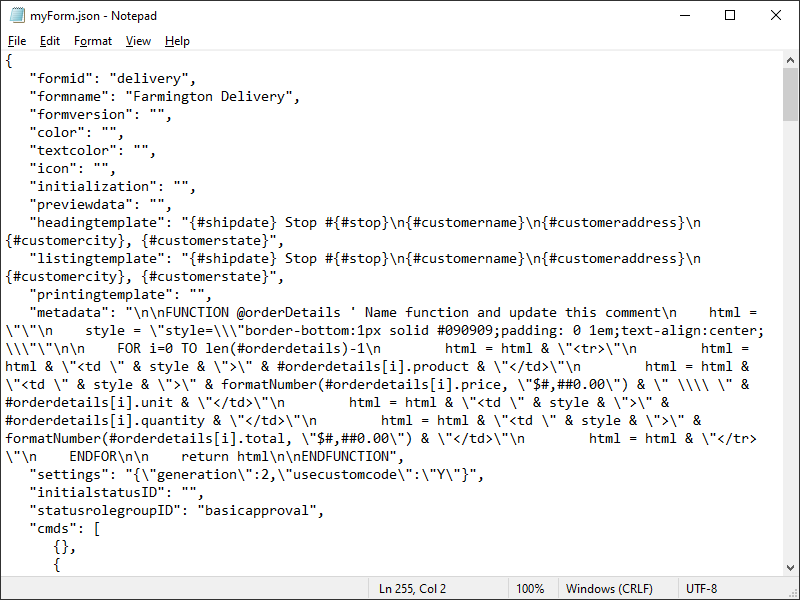 myForm.json - Notepad
File Edit Format View Help
{
   "formid": "delivery",
   "formname": "Farmington Delivery",
   "formversion": "",
   "color": "",
   "textcolor": "",
   "icon": "",
   "initialization": "",
   "previewdata": "",
   "headingtemplate": "{#shipdate} Stop #{#stop}\n{#customername}\n{#customeraddress}\n
{#customercity}, {#customerstate}",
   "listingtemplate": "{#shipdate} Stop #{#stop}\n{#customername}\n{#customeraddress}\n
{#customercity}, {#customerstate}",
   "printingtemplate": "",
   "metadata": "\n\nFUNCTION @orderDetails ' Name function and update this comment\n    html =
\"\"\n    style = \"style=\\\"border-bottom:1px solid #090909;padding: 0 1em;text-align:center;
\\\"\"\n\n    FOR i=0 TO len(#orderdetails)-1\n        html = html & \"<tr>\"\n        html =
html & \"<td \" & style & \">\" & #orderdetails[i].product & \"</td>\"\n        html = html &
\"<td \" & style & \">\" & formatNumber(#orderdetails[i].price, \"$#,##0.00\") & \" \\\\ \" &
#orderdetails[i].unit & \"</td>\"\n        html = html & \"<td \" & style & \">\" &
#orderdetails[i].quantity & \"</td>\"\n        html = html & \"<td \" & style & \">\" &
formatNumber(#orderdetails[i].total, \"$#,##0.00\") & \"</td>\"\n        html = html & \"</tr>
\"\n    ENDFOR\n\n    return html\n\nENDFUNCTION",
   "settings": "{\"generation\":2,\"usecustomcode\":\"Y\"}",
   "initialstatusID": "",
   "statusrolegroupID": "basicapproval",
   "cmds": [
      {},
      {
Ln 255, Col 2 100% Windows (CRLF) UTF-8